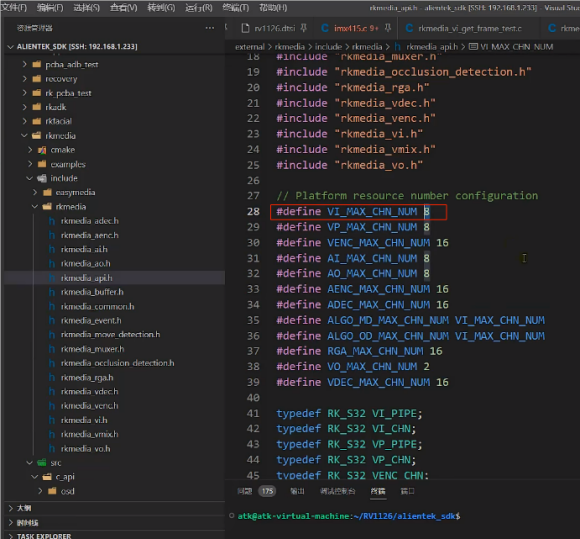 文件(F) 编辑(E) 选择(S) 查看(V) 转到(G) 运行(R) 终端(T) 帮助(H) rkmedia_api.h - alientek_sdk [SSH: 192.168.1.233] - Visual Stu
资源管理器 ···
rv1126.dtsi
imx415.c 9+
rkmedia_vi_get_frame_test.c
ALIENTEK_SDK [SSH: 192.168.1.233]
external > rkmedia > include > rkmedia > rkmedia_api.h > VI_MAX_CHN_NUM
pcba_adb_test
recovery
rk_pcba_test
rkadk
rkfacial
rkmedia
cmake
examples
include
easymedia
rkmedia
rkmedia_adec.h
rkmedia_aenc.h
rkmedia_ai.h
rkmedia_ao.h
rkmedia_api.h
rkmedia_buffer.h
rkmedia_common.h
rkmedia_event.h
rkmedia_move_detection.h
rkmedia_muxer.h
rkmedia_occlusion_detection.h
rkmedia_rga.h
rkmedia_vdec.h
rkmedia_venc.h
rkmedia_vi.h
rkmedia_vmix.h
rkmedia_vo.h
src
c_api
osd
大纲
时间线
TASK EXPLORER
18 #include "rkmedia_muxer.h"
19 #include "rkmedia_occlusion_detection.h"
20 #include "rkmedia_rga.h"
21 #include "rkmedia_vdec.h"
22 #include "rkmedia_venc.h"
23 #include "rkmedia_vi.h"
24 #include "rkmedia_vmix.h"
25 #include "rkmedia_vo.h"
26
27 // Platform resource number configuration
28 #define VI_MAX_CHN_NUM 8
29 #define VP_MAX_CHN_NUM 8
30 #define VENC_MAX_CHN_NUM 16
31 #define AI_MAX_CHN_NUM 8
32 #define AO_MAX_CHN_NUM 8
33 #define AENC_MAX_CHN_NUM 16
34 #define ADEC_MAX_CHN_NUM 16
35 #define ALGO_MD_MAX_CHN_NUM VI_MAX_CHN_NUM
36 #define ALGO_OD_MAX_CHN_NUM VI_MAX_CHN_NUM
37 #define RGA_MAX_CHN_NUM 16
38 #define VO_MAX_CHN_NUM 2
39 #define VDEC_MAX_CHN_NUM 16
40
41 typedef RK_S32 VI_PIPE;
42 typedef RK_S32 VI_CHN;
43 typedef RK_S32 VP_PIPE;
44 typedef RK_S32 VP_CHN;
45 typedef RK_S32 VENC_CHN;
问题 175 输出 调试控制台 终端 端口
atk@atk-virtual-machine:~/RV1126/alientek_sdk$